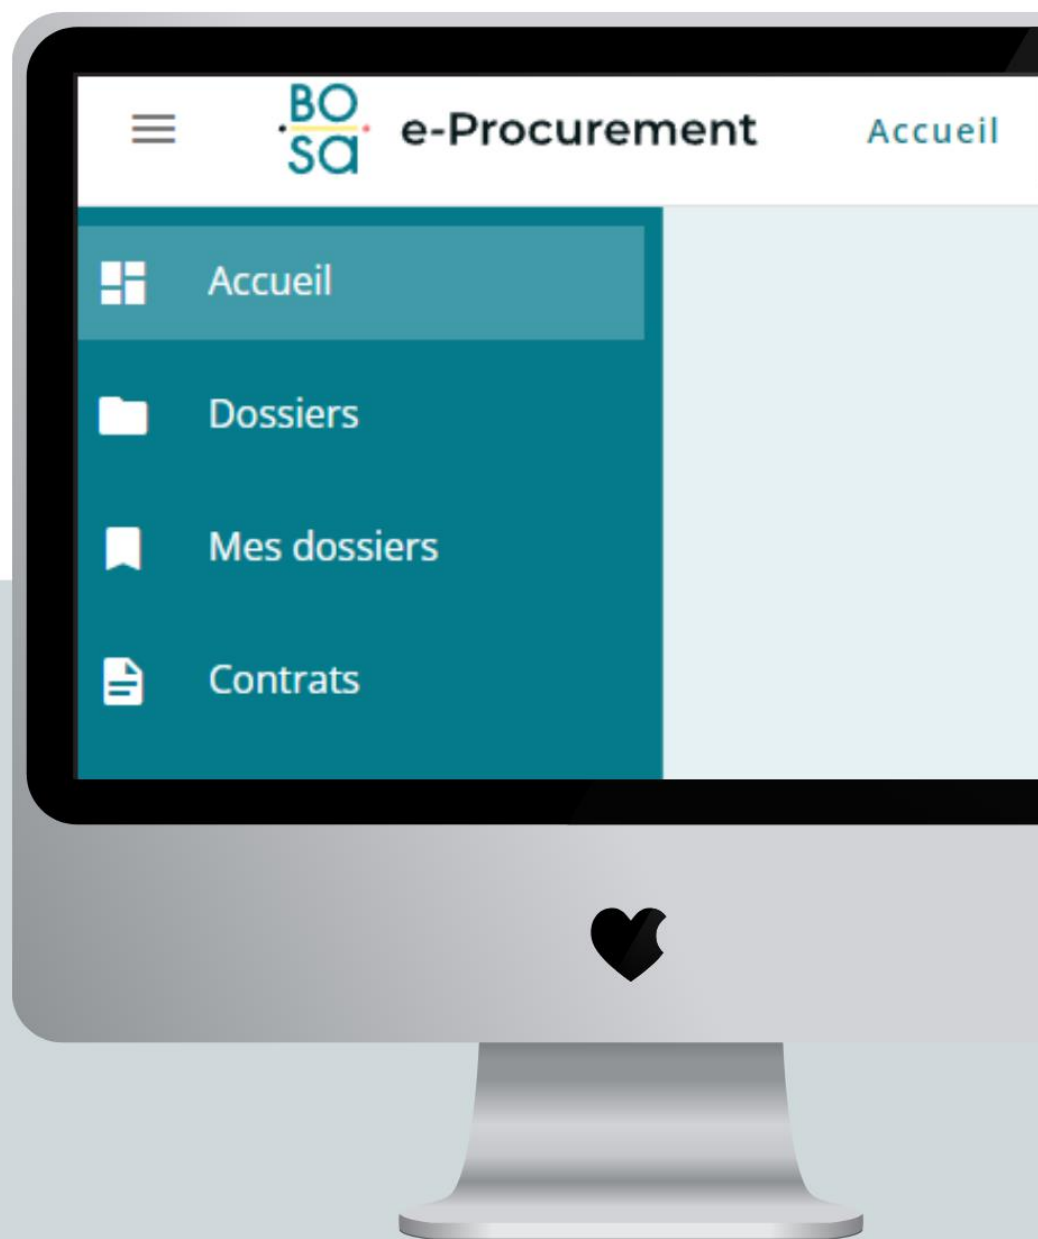 BO
sa
e-Procurement
Accueil
Accueil
Dossiers
Mes dossiers
Contrats